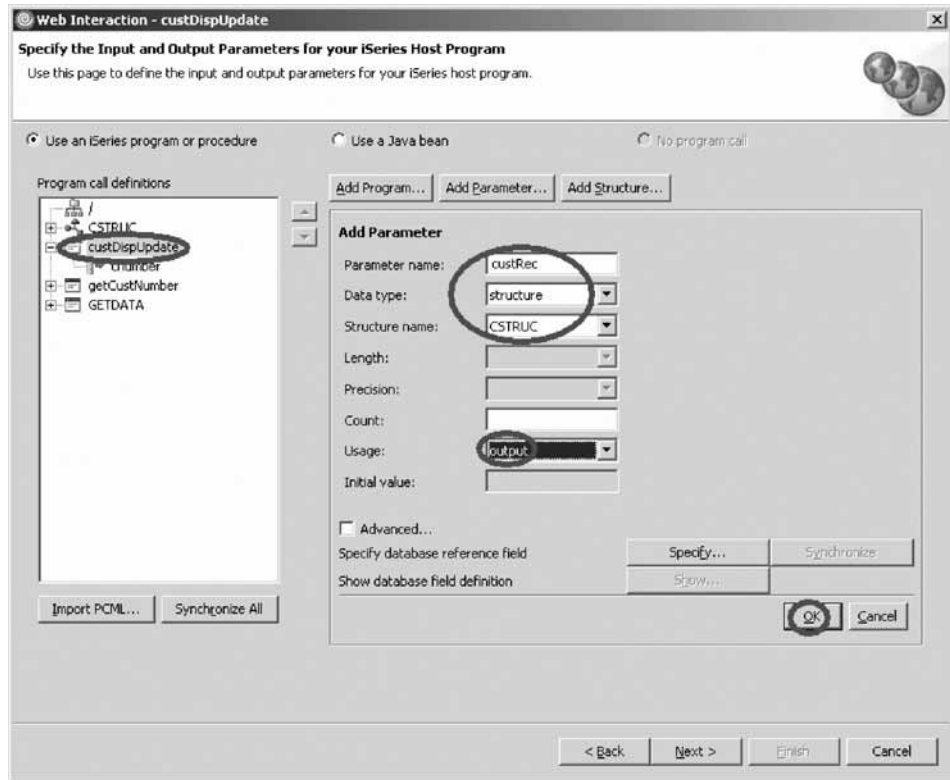 Web Interaction - custDispUpdate
Specify the Input and Output Parameters for your iSeries Host Program
Use this page to define the input and output parameters for your iSeries host program.
Use an iSeries program or procedure
Use a Java bean
No program call
Program call definitions
Add Program...
Add Parameter...
Add Structure...
/
CSTRUC
custDispUpdate
cnumber
getCustNumber
GETDATA
Import PCML...
Synchronize All
Add Parameter
Parameter name: custRec
Data type: structure
Structure name: CSTRUC
Length:
Precision:
Count:
Usage: output
Initial value:
Advanced...
Specify database reference field Specify... Synchronize
Show database field definition Show...
OK Cancel
< Back Next > Finish Cancel